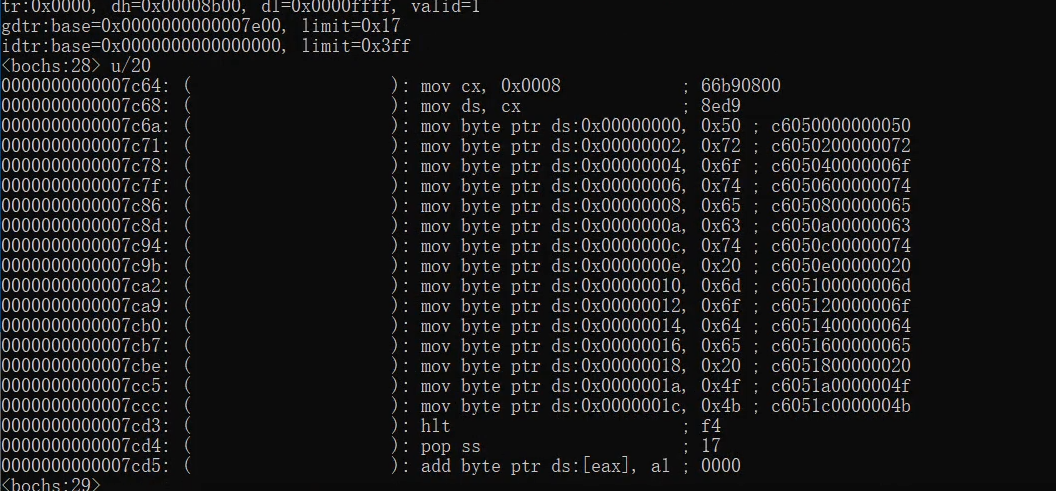 tr:0x0000, dh=0x00008b00, dl=0x0000ffff, valid=1
gdtr:base=0x0000000000007e00, limit=0x17
idtr:base=0x0000000000000000, limit=0x3ff
<bochs:28> u/20
0000000000007c64: (                    ): mov cx, 0x0008            ; 66b90800
0000000000007c68: (                    ): mov ds, cx                ; 8ed9
0000000000007c6a: (                    ): mov byte ptr ds:0x00000000, 0x50 ; c6050000000050
0000000000007c71: (                    ): mov byte ptr ds:0x00000002, 0x72 ; c6050200000072
0000000000007c78: (                    ): mov byte ptr ds:0x00000004, 0x6f ; c605040000006f
0000000000007c7f: (                    ): mov byte ptr ds:0x00000006, 0x74 ; c6050600000074
0000000000007c86: (                    ): mov byte ptr ds:0x00000008, 0x65 ; c6050800000065
0000000000007c8d: (                    ): mov byte ptr ds:0x0000000a, 0x63 ; c6050a00000063
0000000000007c94: (                    ): mov byte ptr ds:0x0000000c, 0x74 ; c6050c00000074
0000000000007c9b: (                    ): mov byte ptr ds:0x0000000e, 0x20 ; c6050e00000020
0000000000007ca2: (                    ): mov byte ptr ds:0x00000010, 0x6d ; c605100000006d
0000000000007ca9: (                    ): mov byte ptr ds:0x00000012, 0x6f ; c605120000006f
0000000000007cb0: (                    ): mov byte ptr ds:0x00000014, 0x64 ; c6051400000064
0000000000007cb7: (                    ): mov byte ptr ds:0x00000016, 0x65 ; c6051600000065
0000000000007cbe: (                    ): mov byte ptr ds:0x00000018, 0x20 ; c6051800000020
0000000000007cc5: (                    ): mov byte ptr ds:0x0000001a, 0x4f ; c6051a0000004f
0000000000007ccc: (                    ): mov byte ptr ds:0x0000001c, 0x4b ; c6051c0000004b
0000000000007cd3: (                    ): hlt                       ; f4
0000000000007cd4: (                    ): pop ss                    ; 17
0000000000007cd5: (                    ): add byte ptr ds:[eax], al ; 0000
<bochs:29>